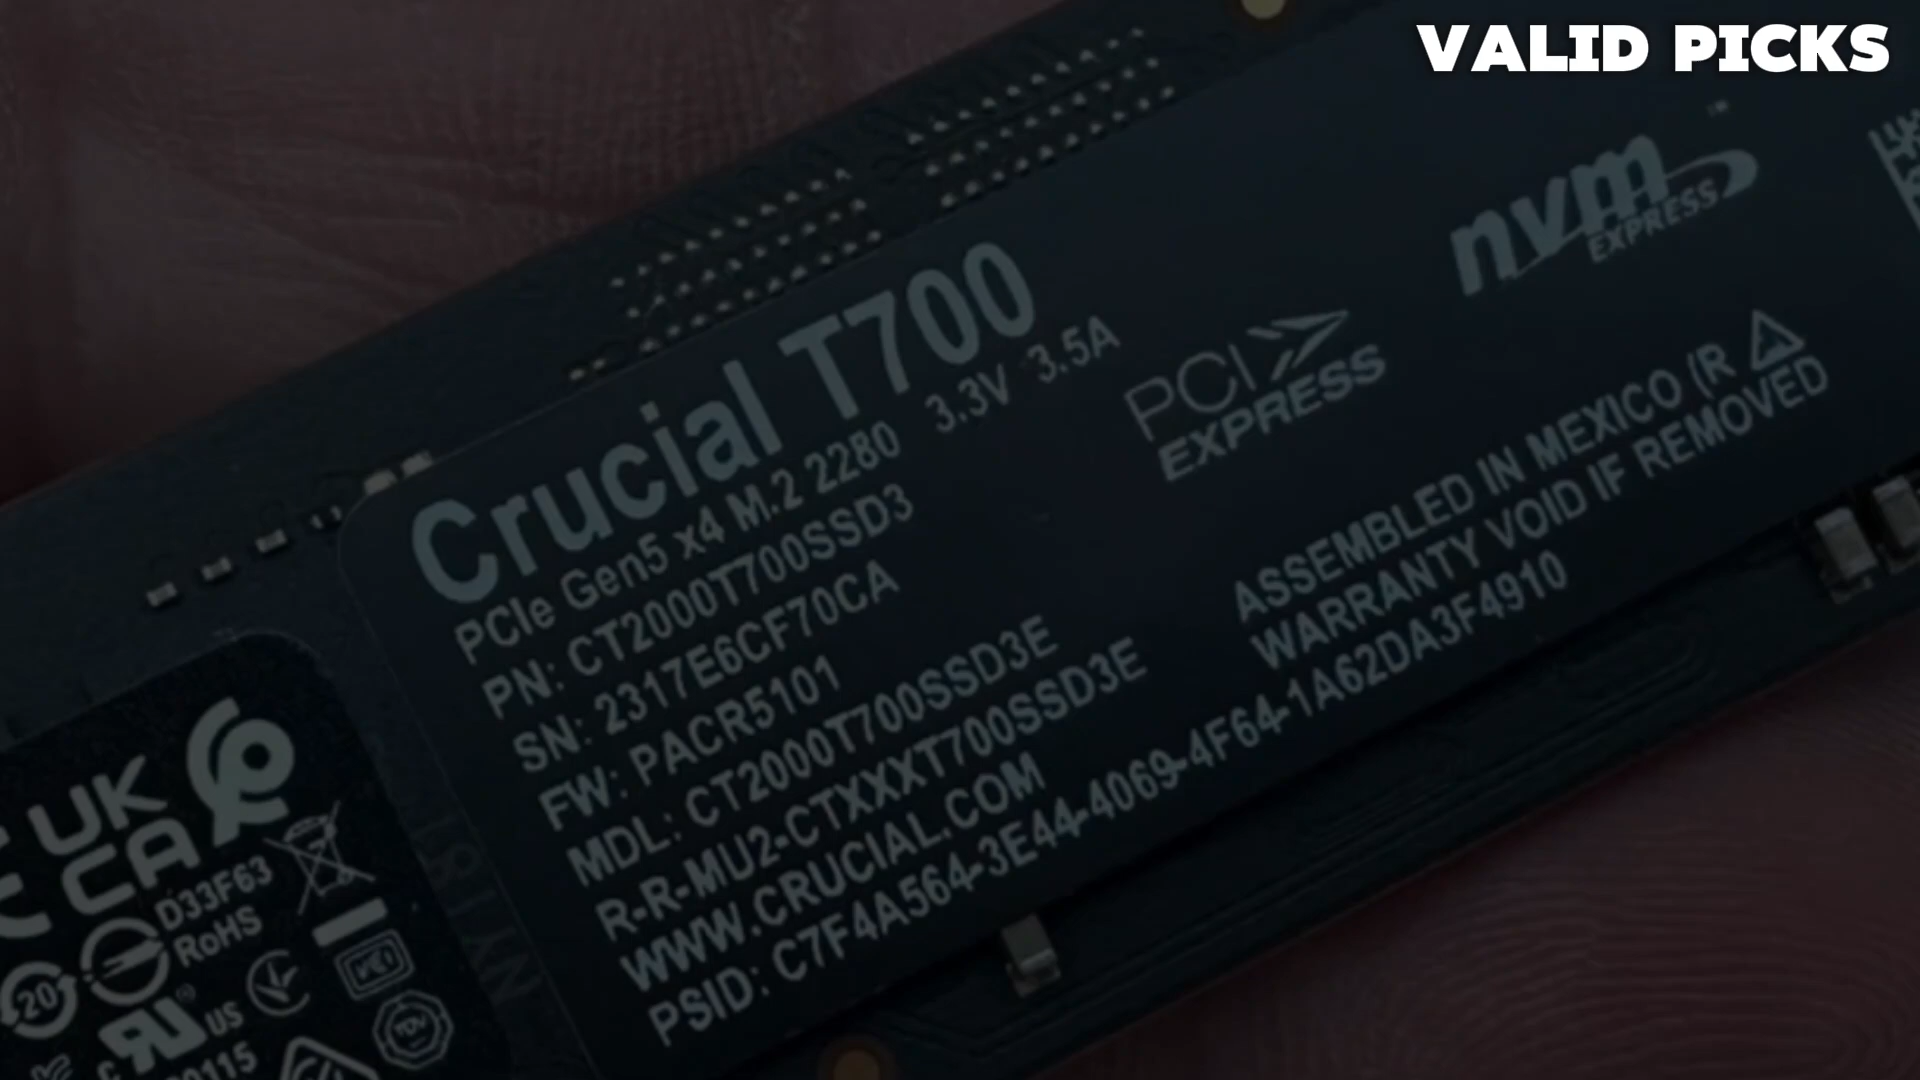 VALID PICKS
nvm
EXPRESS
Crucial T700
PCIe Gen5 x4 M.2 2280 3.3V 3.5A
PCI
EXPRESS
PN: CT2000T700SSD3
SN: 2317E6CF70CA
FW: PACR5101
MDL: CT2000T700SSD3E
R-R-MU2-CTXXXT700SSD3E
WWW.CRUCIAL.COM
PSID: C7F4A564-3E44-4069-4F64-1A62DA3F4910
ASSEMBLED IN MEXICO (R
WARRANTY VOID IF REMOVED
UK
CA
D33F63
RoHS
20
US
TUV